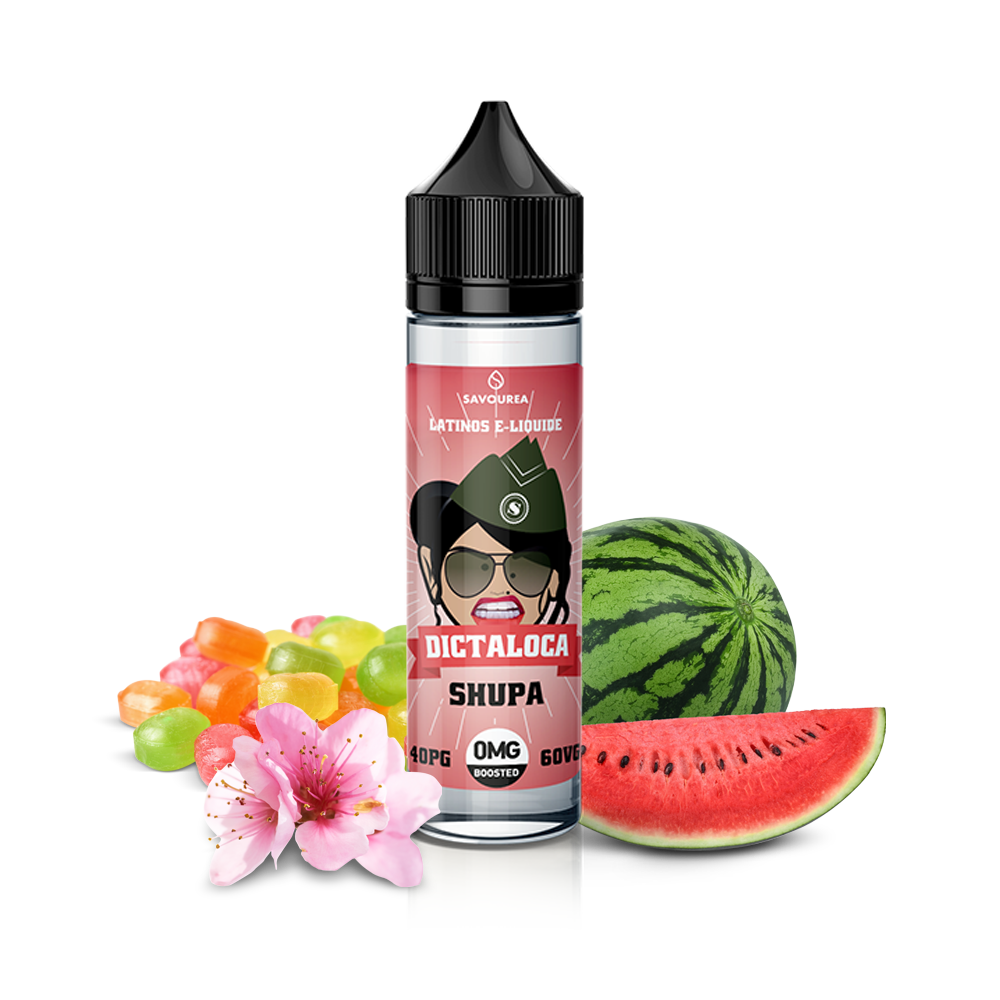 SAVOUREA
LATINOS E-LIQUIDE
S
DICTALOCA
SHUPA
40PG 0MG 60VG
BOOSTED